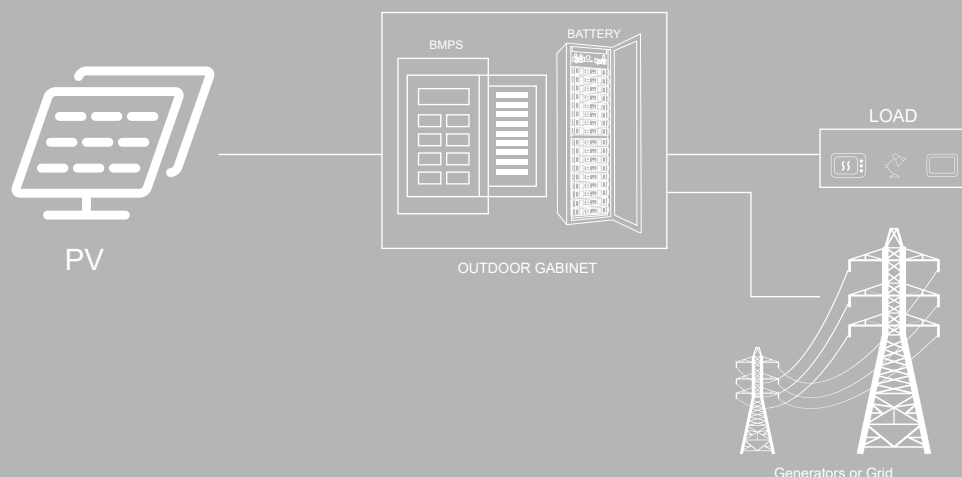 BMPS
BATTERY
LOAD
PV
OUTDOOR GABINET
Generators or Grid